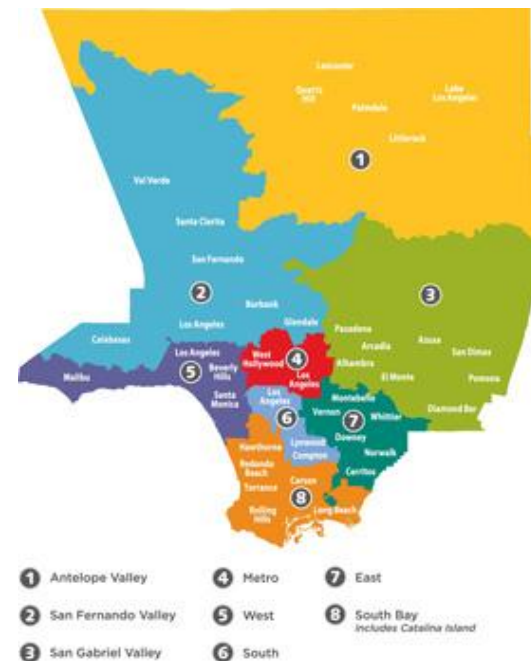 Lancaster
Quartz
Hill
Lake
Los Angeles
Palmdale
Littlerock
1
Val Verde
Santa Clarita
San Fernando
2
3
Burbank
Los Angeles
Glendale
Calabasas
Pasadena
Arcadia
Azusa
San Dimas
Los Angeles
West
Hollywood
4
Alhambra
5
Beverly
Hills
Los
Angeles
El Monte
Pomona
Malibu
Santa
Monica
Los
Angeles
Montebello
Diamond Bar
6
Vernon
7
Whittier
Hawthorne
Lynwood
Downey
Compton
Norwalk
Redondo
Beach
Cerritos
Torrance
Carson
8
Rolling
Hills
Long Beach
1 Antelope Valley
2 San Fernando Valley
3 San Gabriel Valley
4 Metro
5 West
6 South
7 East
8 South Bay
Includes Catalina Island